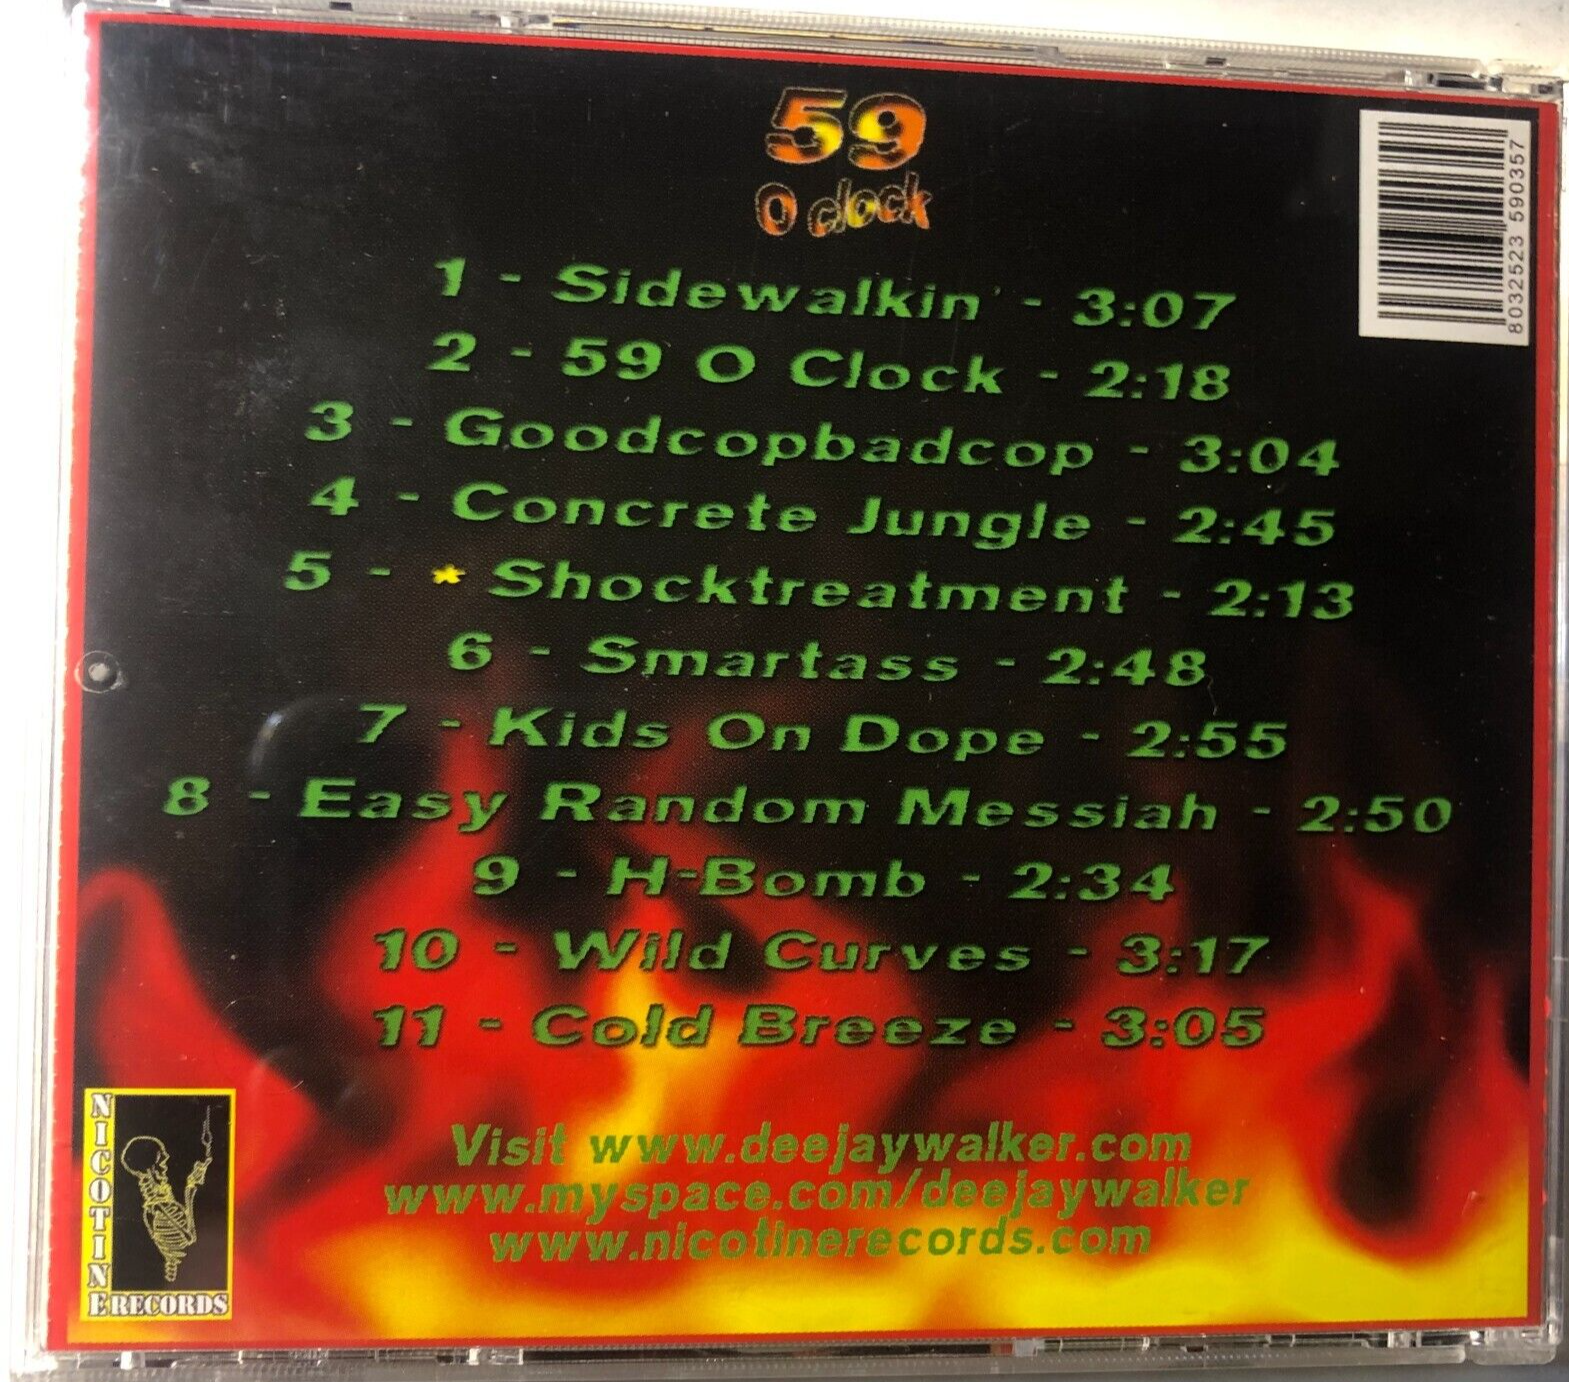 59
O clock
8032523 590357
1 - Sidewalkin' - 3:07
2 - 59 O Clock - 2:18
3 - Goodcopbadcop - 3:04
4 - Concrete Jungle - 2:45
5 - * Shocktreatment - 2:13
6 - Smartass - 2:48
7 - Kids On Dope - 2:55
8 - Easy Random Messiah - 2:50
9 - H-Bomb - 2:34
10 - Wild Curves - 3:17
11 - Cold Breeze - 3:05
Visit www.deejaywalker.com
www.myspace.com/deejaywalker
www.nicotinerecords.com
NICOTINE
RECORDS